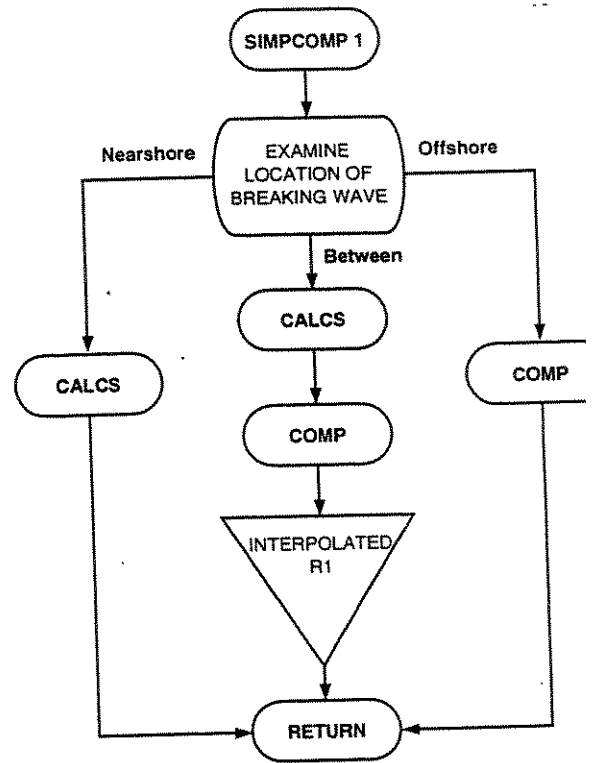 SIMPCOMP 1
Nearshore
EXAMINE
LOCATION OF
BREAKING WAVE
Offshore
Between
CALCS
CALCS
COMP
COMP
INTERPOLATED
R1
RETURN